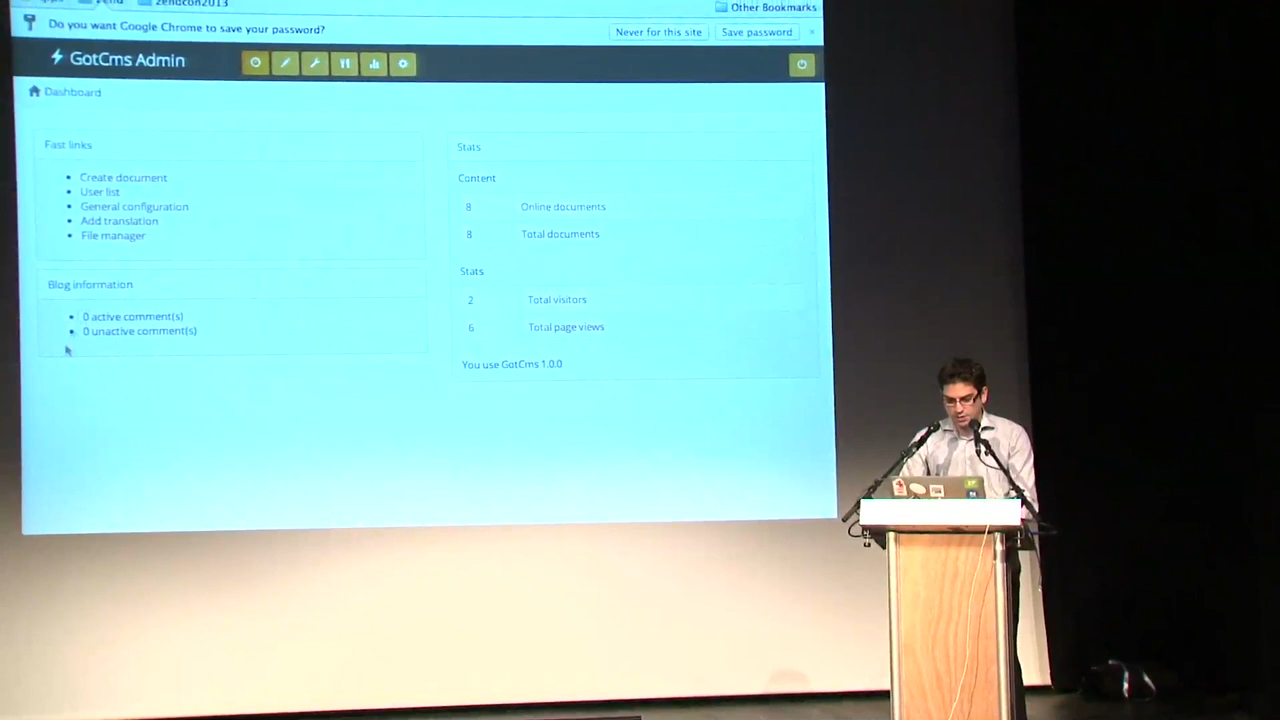 zendcon2013
Other Bookmarks
Do you want Google Chrome to save your password?
Never for this site
Save password
×
GotCms Admin
Dashboard
Fast links
• Create document
• User list
• General configuration
• Add translation
• File manager
Blog information
• 0 active comment(s)
• 0 unactive comment(s)
Stats
Content
8 Online documents
8 Total documents
Stats
2 Total visitors
6 Total page views
You use GotCms 1.0.0